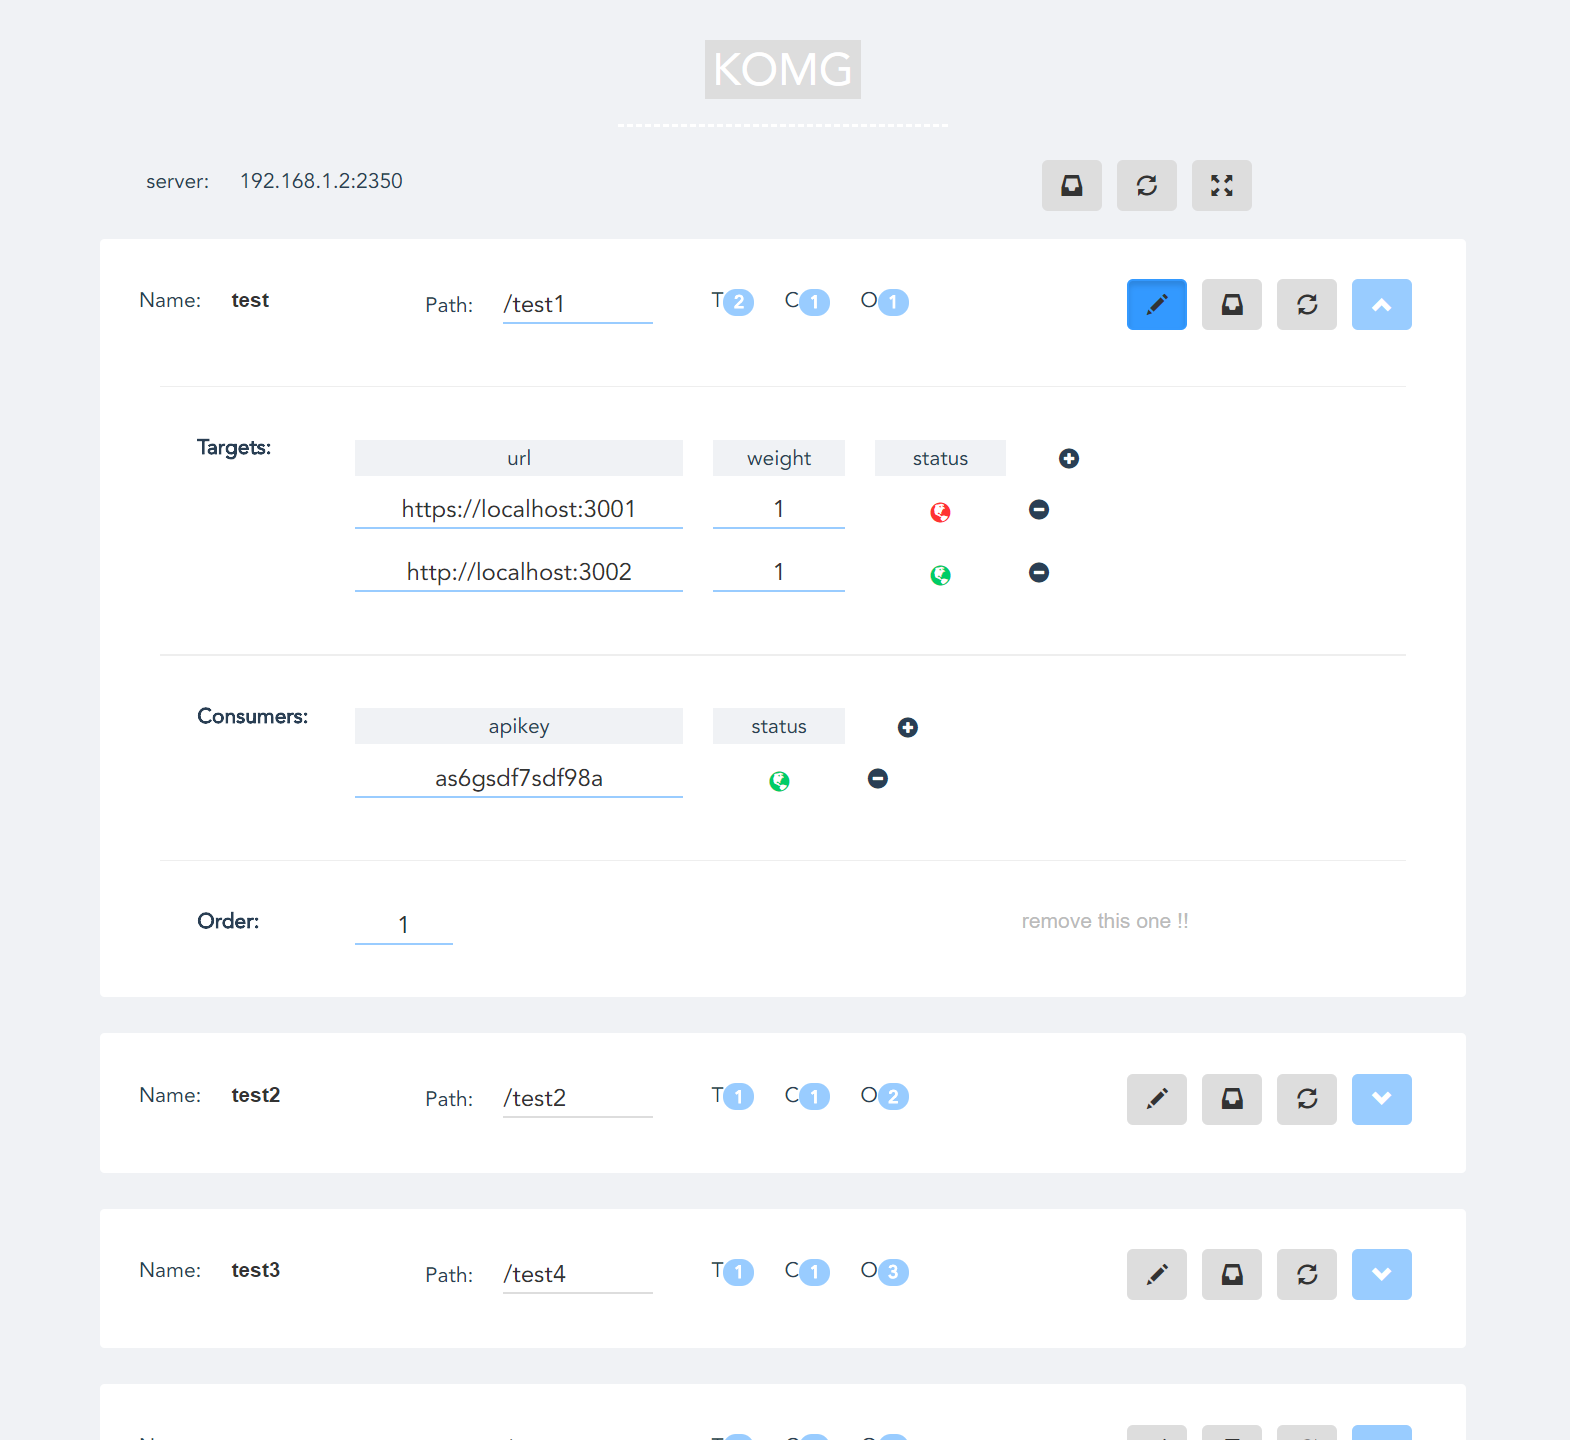 KOMG
server: 192.168.1.2:2350
Name: test Path: /test1 T 2 C 1 O 1
Targets: url weight status
https://localhost:3001 1
http://localhost:3002 1
Consumers: apikey status
as6gsdf7sdf98a
Order: 1 remove this one !!
Name: test2 Path: /test2 T 1 C 1 O 2
Name: test3 Path: /test4 T 1 C 1 O 3